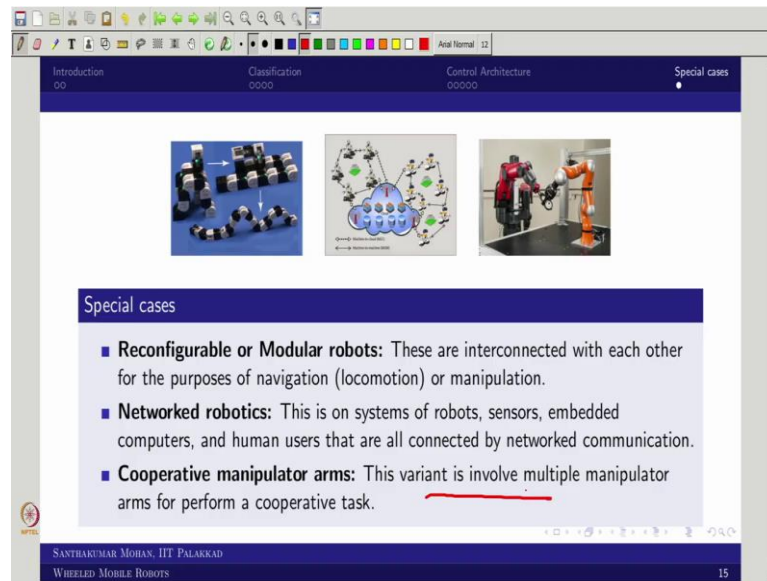 Arial Normal 12
Introduction Classification Control Architecture Special cases
Special cases
Reconfigurable or Modular robots: These are interconnected with each other
for the purposes of navigation (locomotion) or manipulation.
Networked robotics: This is on systems of robots, sensors, embedded
computers, and human users that are all connected by networked communication.
Cooperative manipulator arms: This variant is involve multiple manipulator
arms for perform a cooperative task.
NPTEL
SANTHAKUMAR MOHAN, IIT PALAKKAD
WHEELED MOBILE ROBOTS 15